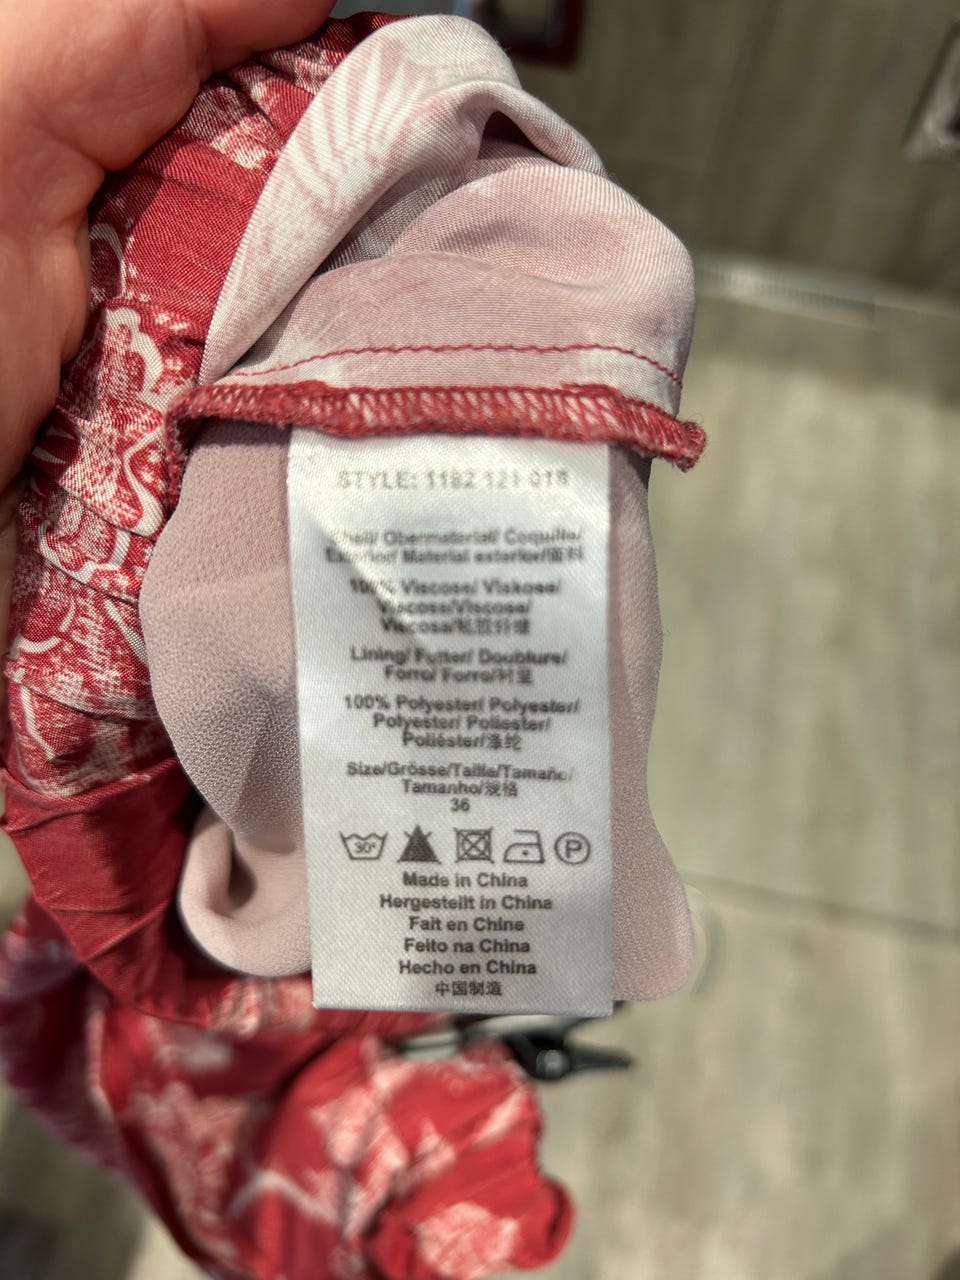 STYLE: 1182 121 018
Shell/ Obermaterial/ Coquille/
Exterior/ Material exterior/面料
100% Viscose/ Viskose/
Viscose/Viscose/
Viscosa/粘胶纤维
Lining/ Futter/ Doublure/
Forro/ Forro/衬里
100% Polyester/ Polyester/
Polyester/ Poliester/
Poliéster/涤纶
Size/Grösse/Taille/Tamaño/
Tamanho/规格
36
30°
P
Made in China
Hergestellt in China
Fait en Chine
Feito na China
Hecho en China
中国制造